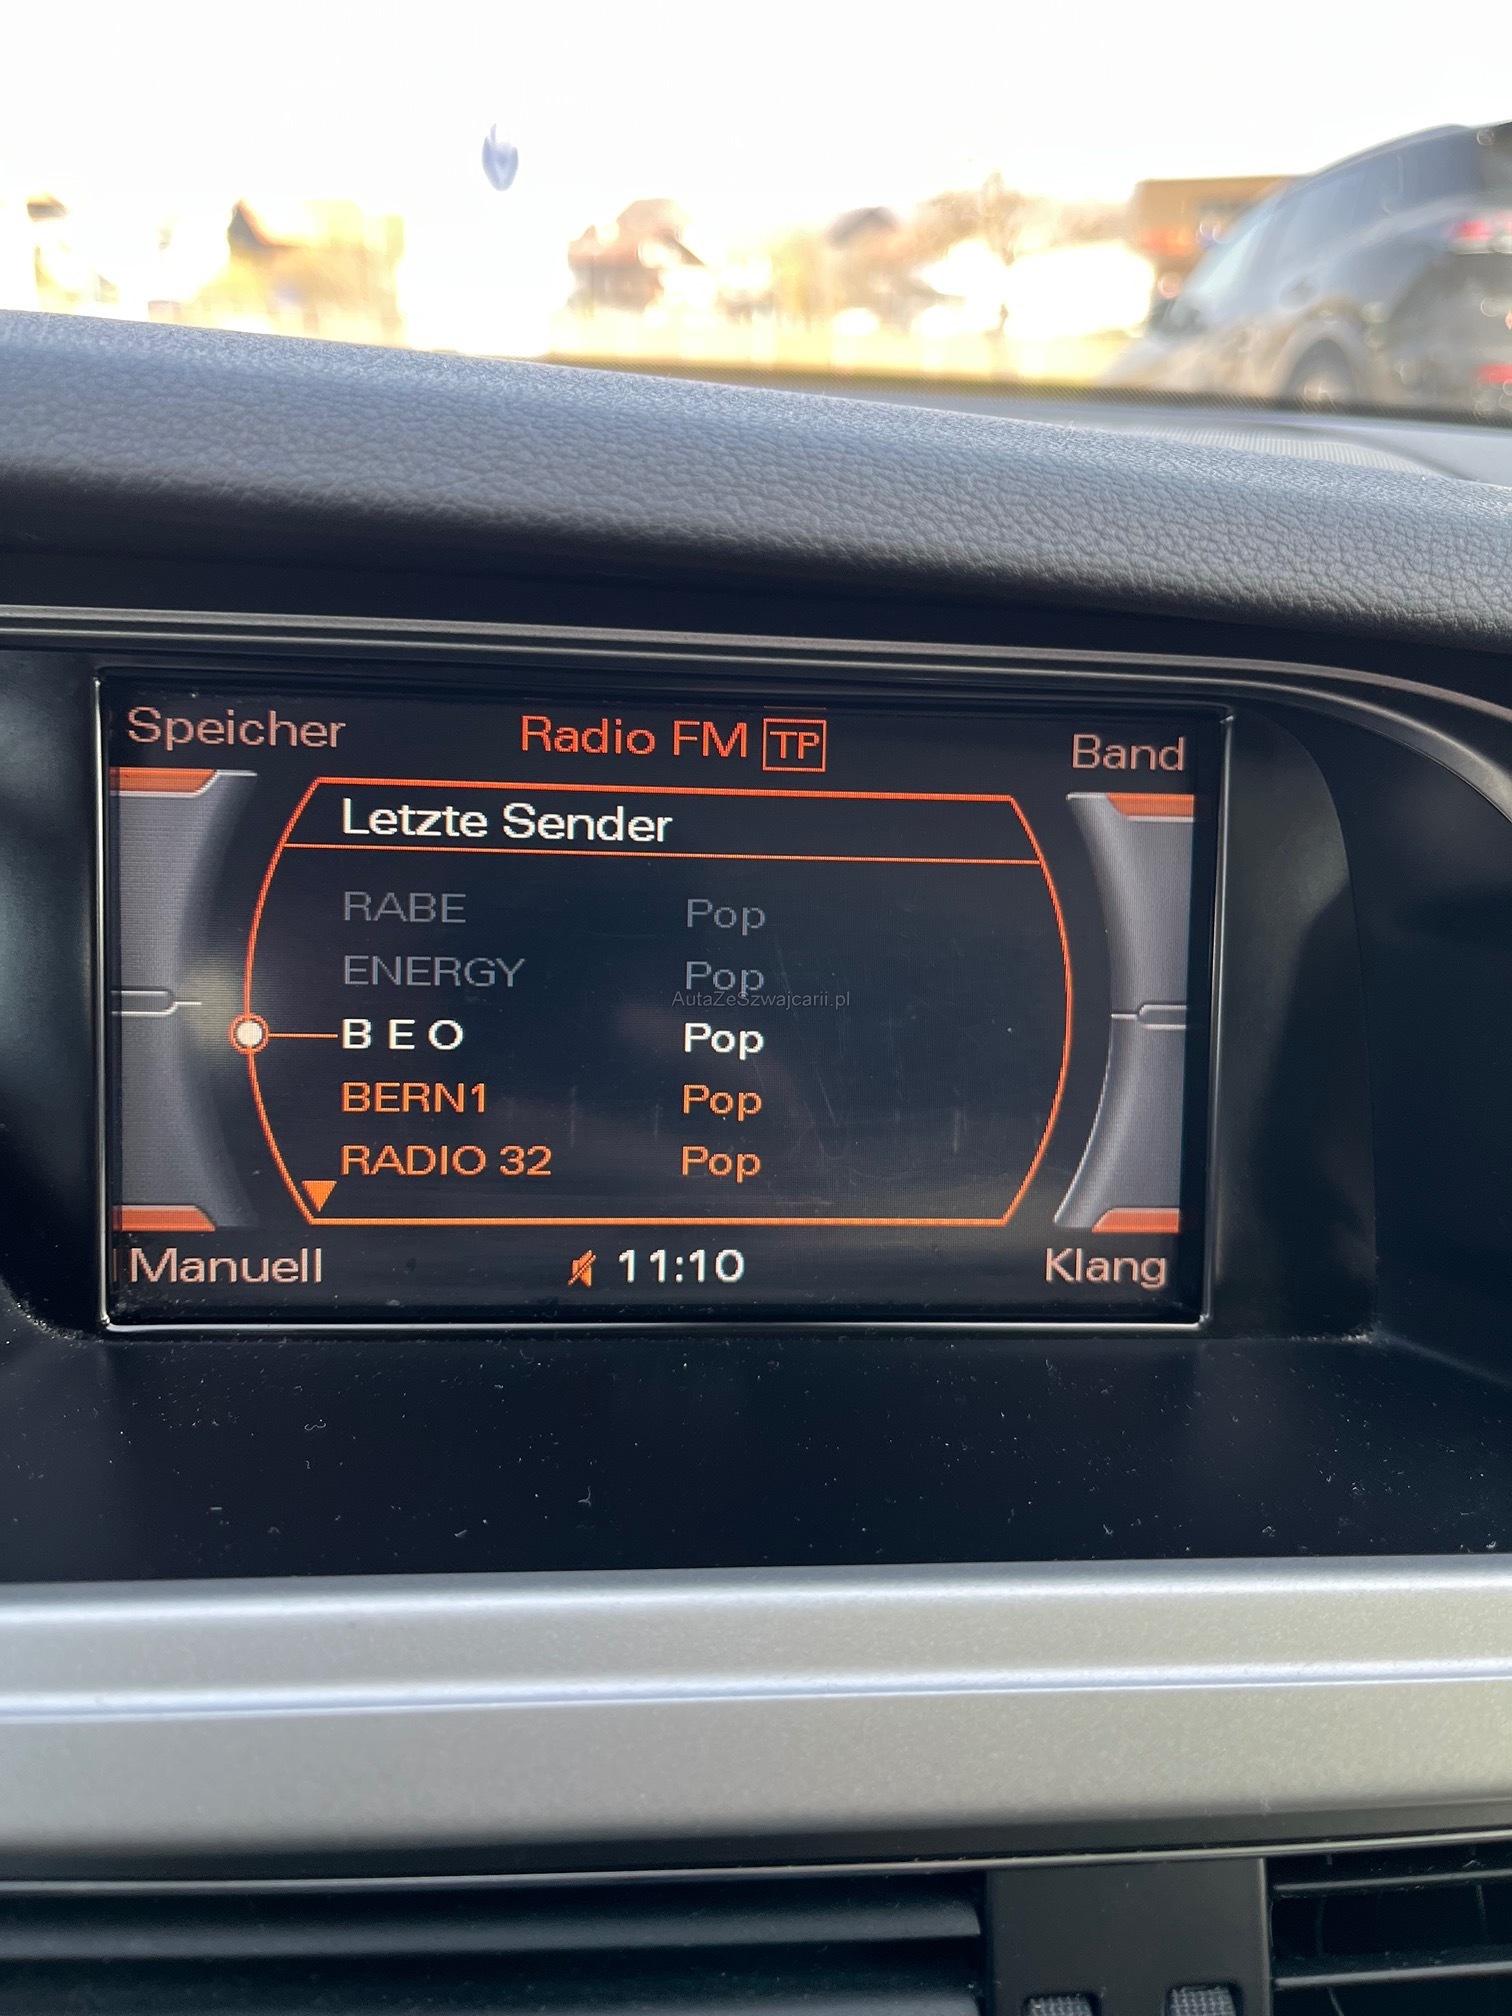 Speicher
Radio FM TP
Band
Letzte Sender
RABE Pop
ENERGY Pop
AutaZeSzwajcarii.pl
B E O Pop
BERN1 Pop
RADIO 32 Pop
Manuell
11:10
Klang